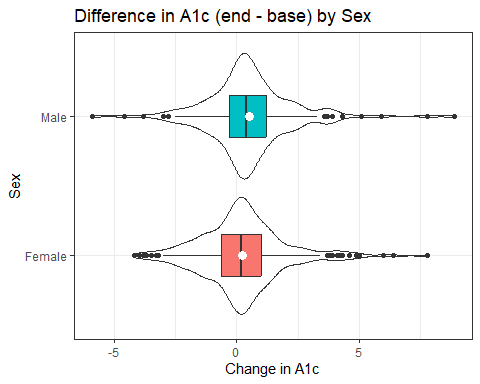 Difference in A1c (end - base) by Sex
Sex
Male
Female
-5 0 5
Change in A1c